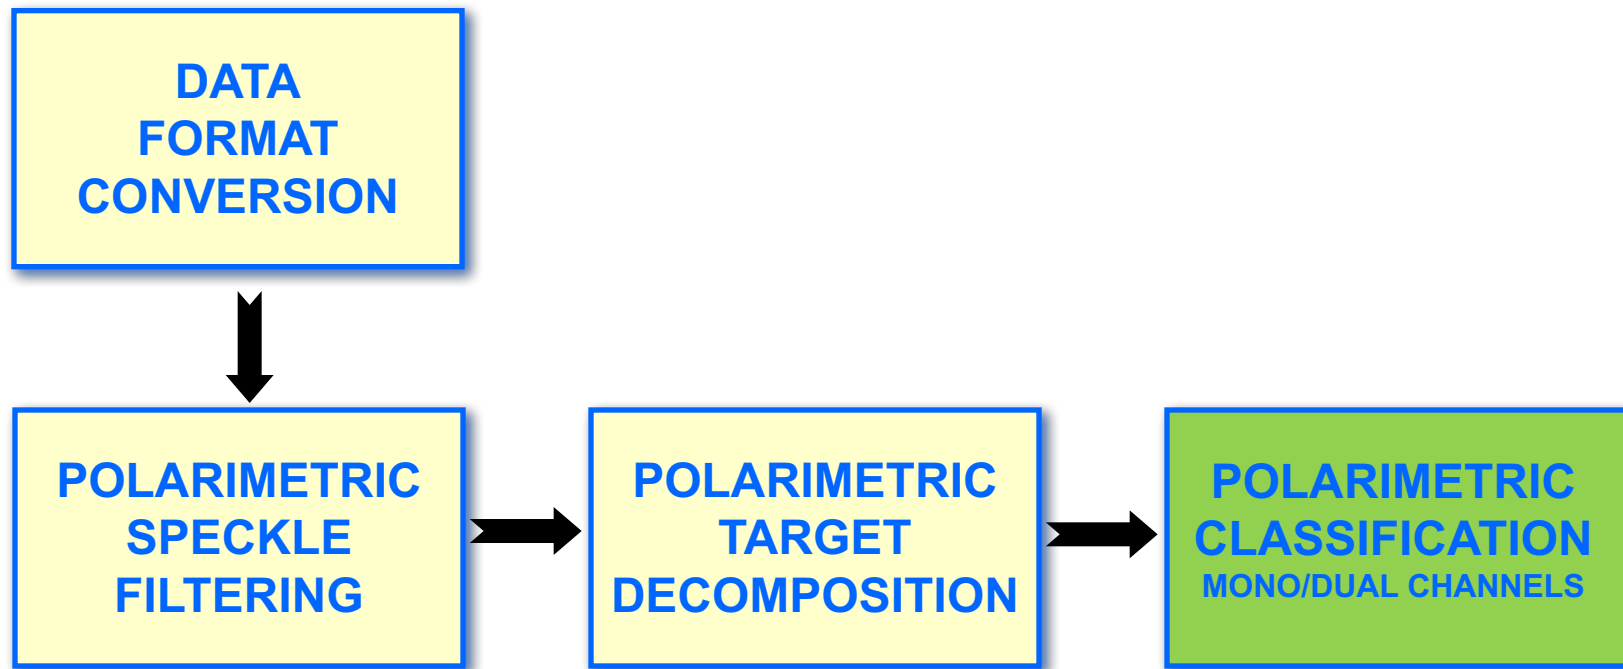 DATA
FORMAT
CONVERSION
POLARIMETRIC
SPECKLE
FILTERING
POLARIMETRIC
TARGET
DECOMPOSITION
POLARIMETRIC
CLASSIFICATION
MONO/DUAL CHANNELS